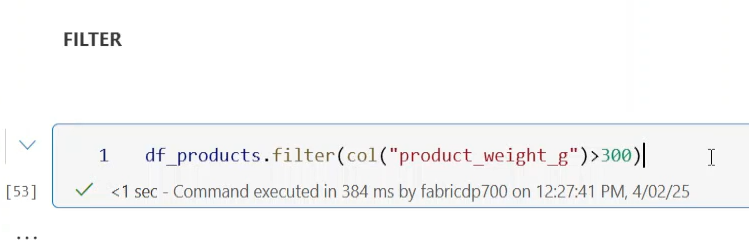 FILTER
1 df_products.filter(col("product_weight_g")>300)
[53] <1 sec - Command executed in 384 ms by fabricdp700 on 12:27:41 PM, 4/02/25
...